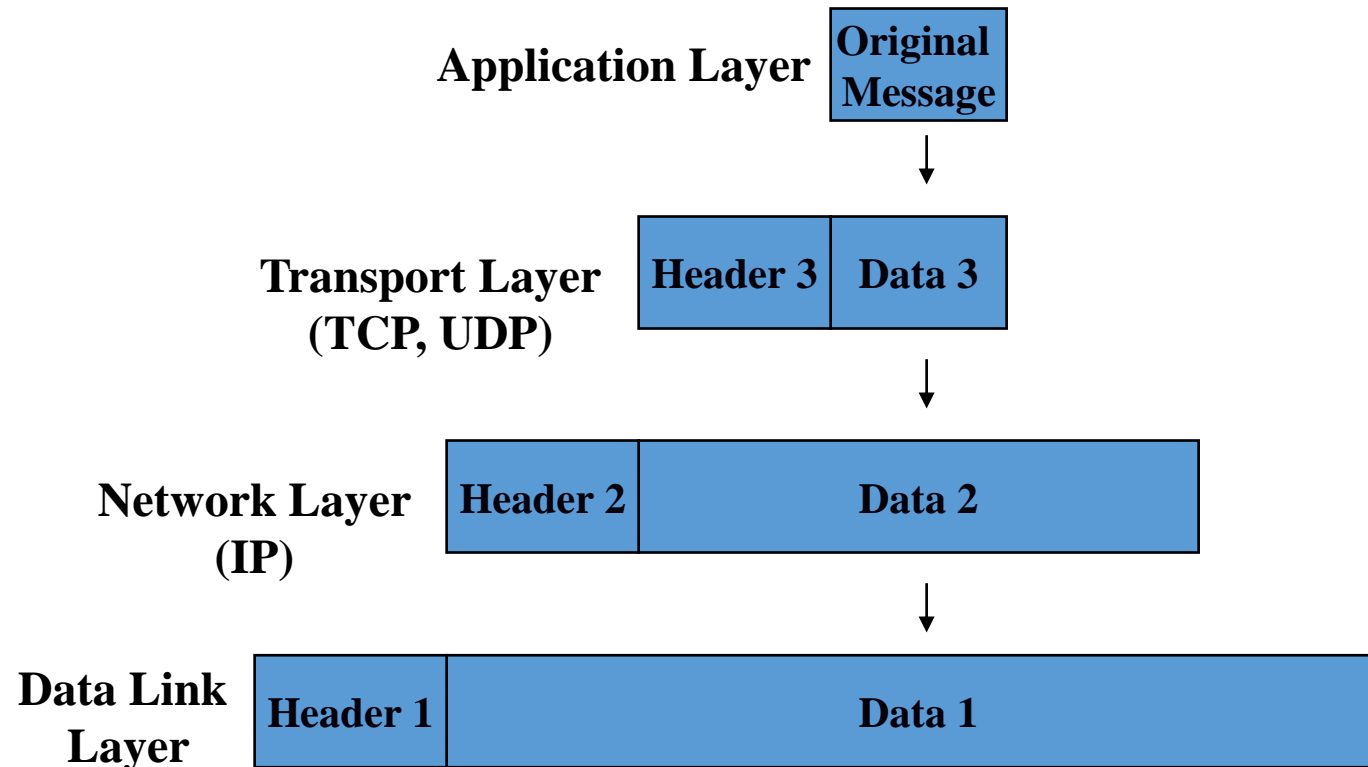 Application Layer
Original
Message
Transport Layer
(TCP, UDP)
Header 3
Data 3
Network Layer
(IP)
Header 2
Data 2
Data Link
Layer
Header 1
Data 1